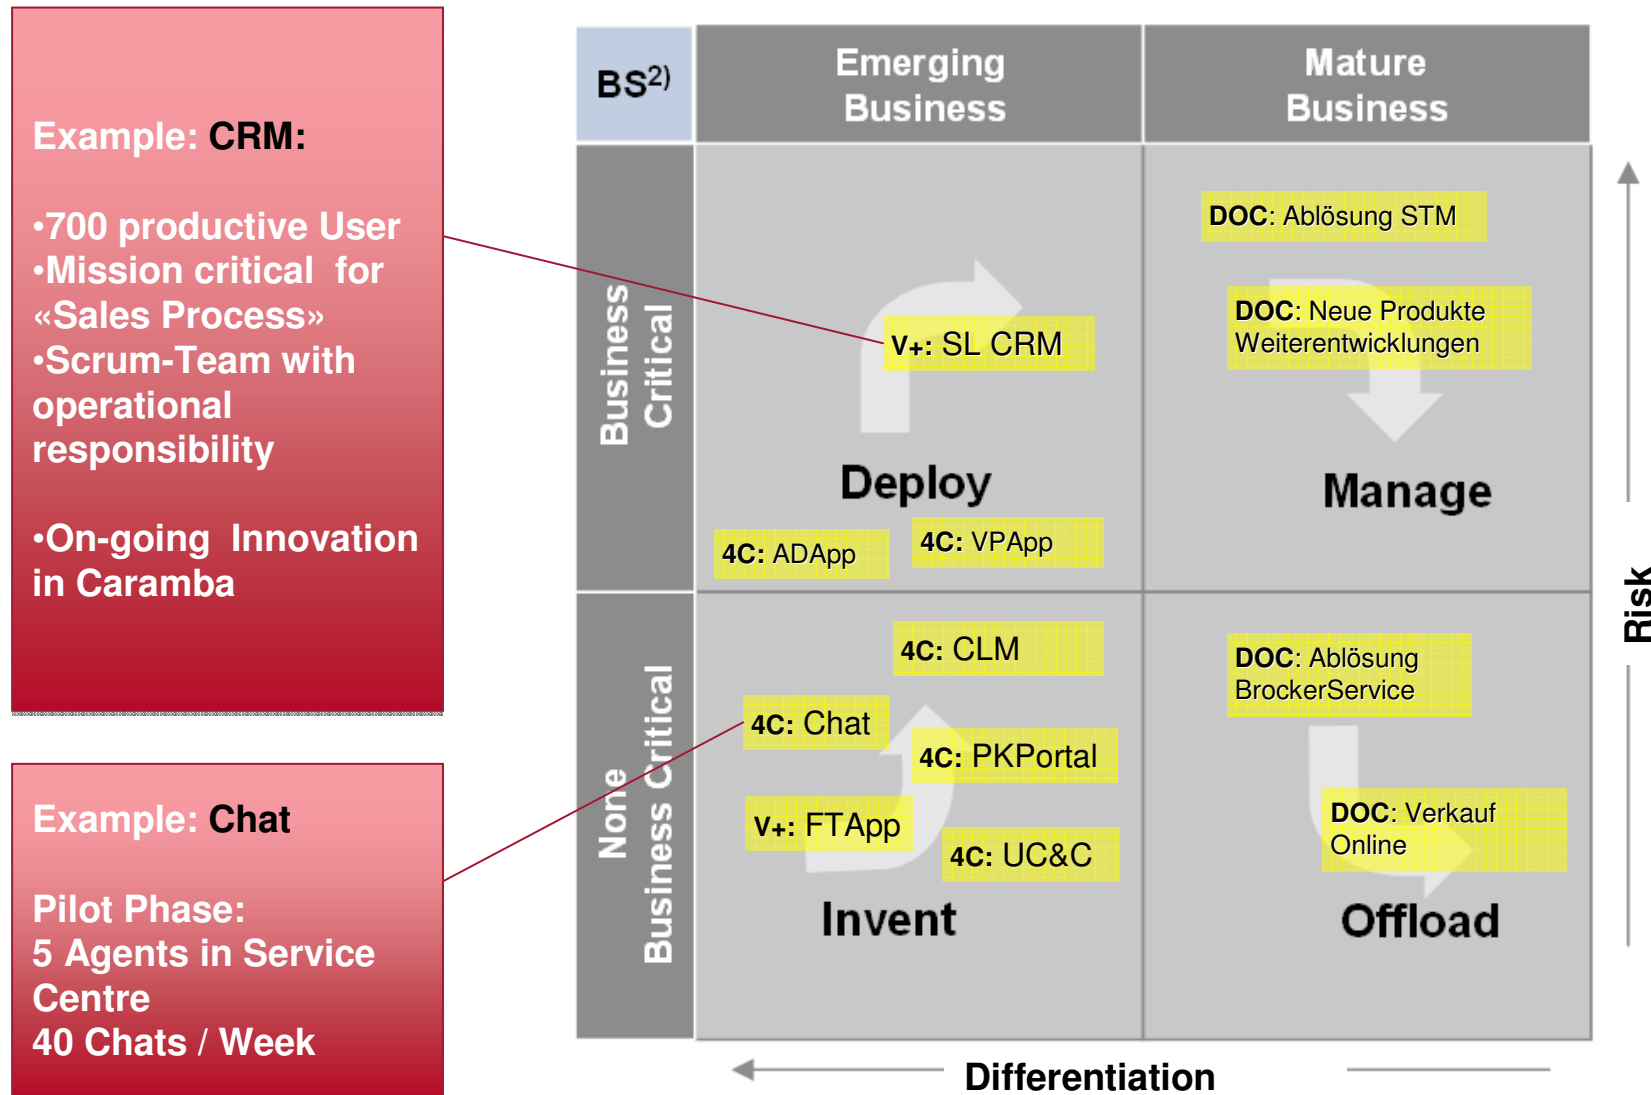 Example: CRM:
•700 productive User
•Mission critical  for
«Sales Process»
•Scrum-Team with
operational
responsibility
•On-going  Innovation
in Caramba
Example: Chat
Pilot Phase:
5 Agents in Service
Centre
40 Chats / Week
BS2)
Emerging
Business
Mature
Business
Business
Critical
DOC: Ablösung STM
DOC: Neue Produkte
Weiterentwicklungen
V+: SL CRM
Deploy
Manage
4C: ADApp
4C: VPApp
None
Business Critical
4C: CLM
4C: Chat
4C: PKPortal
V+: FTApp
4C: UC&C
Invent
DOC: Ablösung
BrockerService
DOC: Verkauf
Online
Offload
Risk
Differentiation